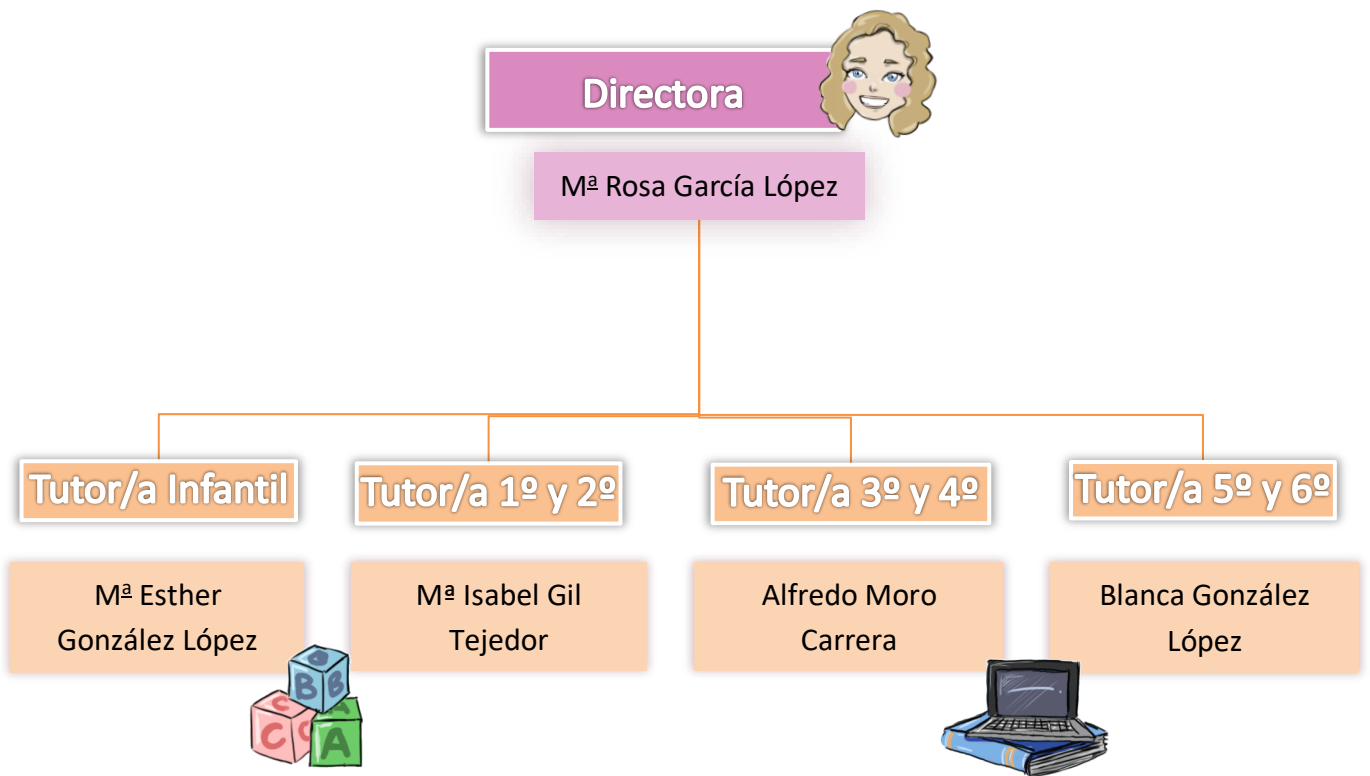 Directora
Mª Rosa García López
Tutor/a Infantil
Tutor/a 1º y 2º
Tutor/a 3º y 4º
Tutor/a 5º y 6º
Mª Esther
González López
Mª Isabel Gil
Tejedor
Alfredo Moro
Carrera
Blanca González
López
B
B
C
C
A
A